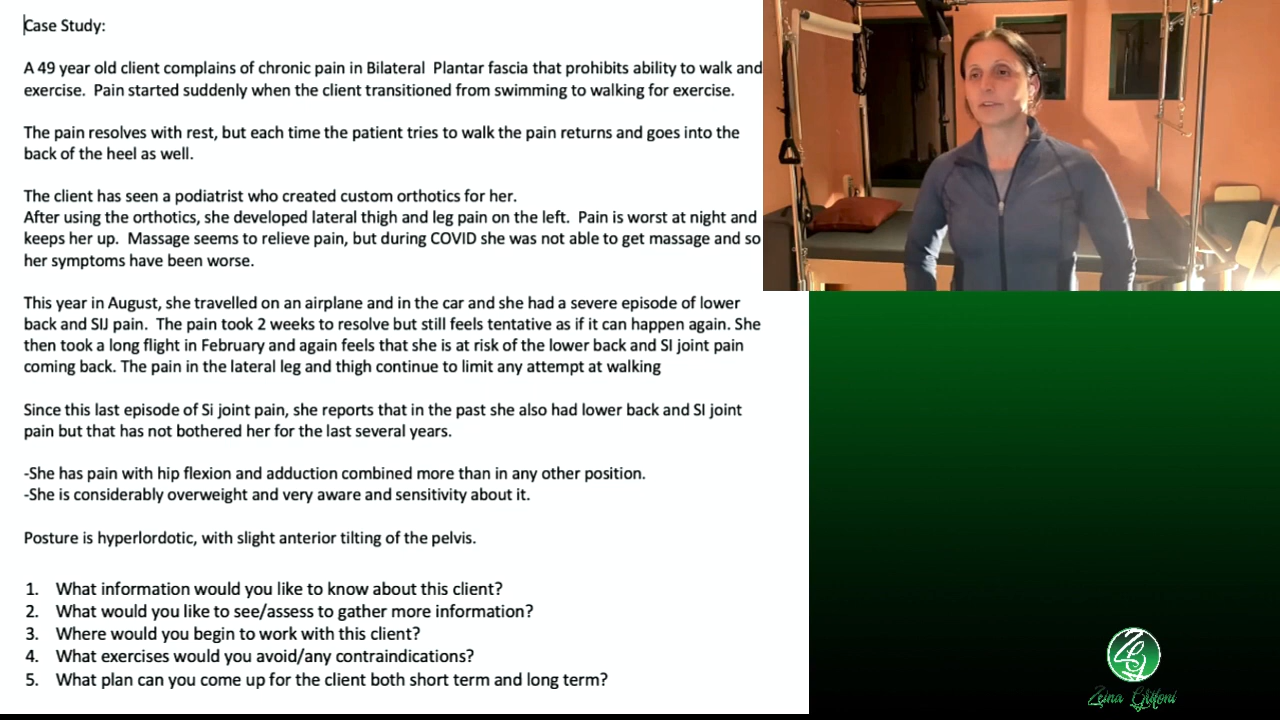 Case Study:
A 49 year old client complains of chronic pain in Bilateral Plantar fascia that prohibits ability to walk and
exercise. Pain started suddenly when the client transitioned from swimming to walking for exercise.
The pain resolves with rest, but each time the patient tries to walk the pain returns and goes into the
back of the heel as well.
The client has seen a podiatrist who created custom orthotics for her.
After using the orthotics, she developed lateral thigh and leg pain on the left. Pain is worst at night and
keeps her up. Massage seems to relieve pain, but during COVID she was not able to get massage and so
her symptoms have been worse.
This year in August, she travelled on an airplane and in the car and she had a severe episode of lower
back and SIJ pain. The pain took 2 weeks to resolve but still feels tentative as if it can happen again. She
then took a long flight in February and again feels that she is at risk of the lower back and SI joint pain
coming back. The pain in the lateral leg and thigh continue to limit any attempt at walking
Since this last episode of Si joint pain, she reports that in the past she also had lower back and SI joint
pain but that has not bothered her for the last several years.
-She has pain with hip flexion and adduction combined more than in any other position.
-She is considerably overweight and very aware and sensitivity about it.
Posture is hyperlordotic, with slight anterior tilting of the pelvis.
1. What information would you like to know about this client?
2. What would you like to see/assess to gather more information?
3. Where would you begin to work with this client?
4. What exercises would you avoid/any contraindications?
5. What plan can you come up for the client both short term and long term?
ZG
Zeina Grifoni